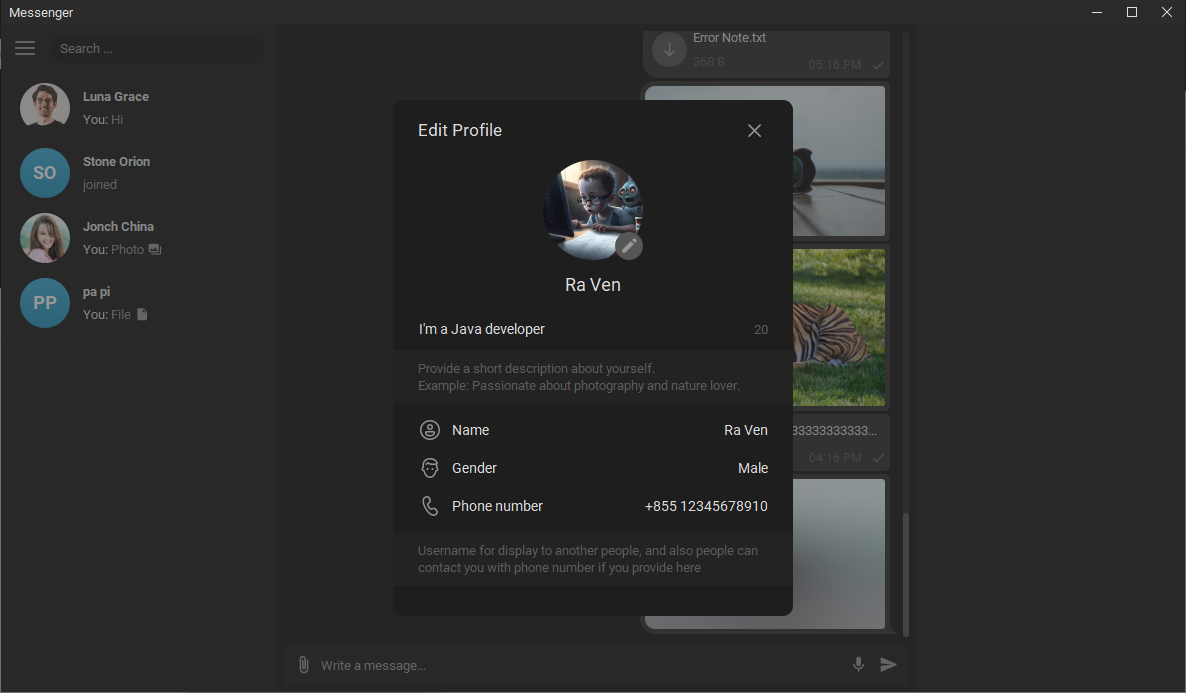 Messenger
Search ...
Luna Grace
You: Hi
SO
Stone Orion
joined
Jonch China
You: Photo
PP
pa pi
You: File
Error Note.txt
368 B
05:16 PM
Edit Profile
Ra Ven
I'm a Java developer
20
Provide a short description about yourself.
Example: Passionate about photography and nature lover.
Name
Ra Ven
Gender
Male
Phone number
+855 12345678910
Username for display to another people, and also people can
contact you with phone number if you provide here
33333333333...
04:16 PM
Write a message...